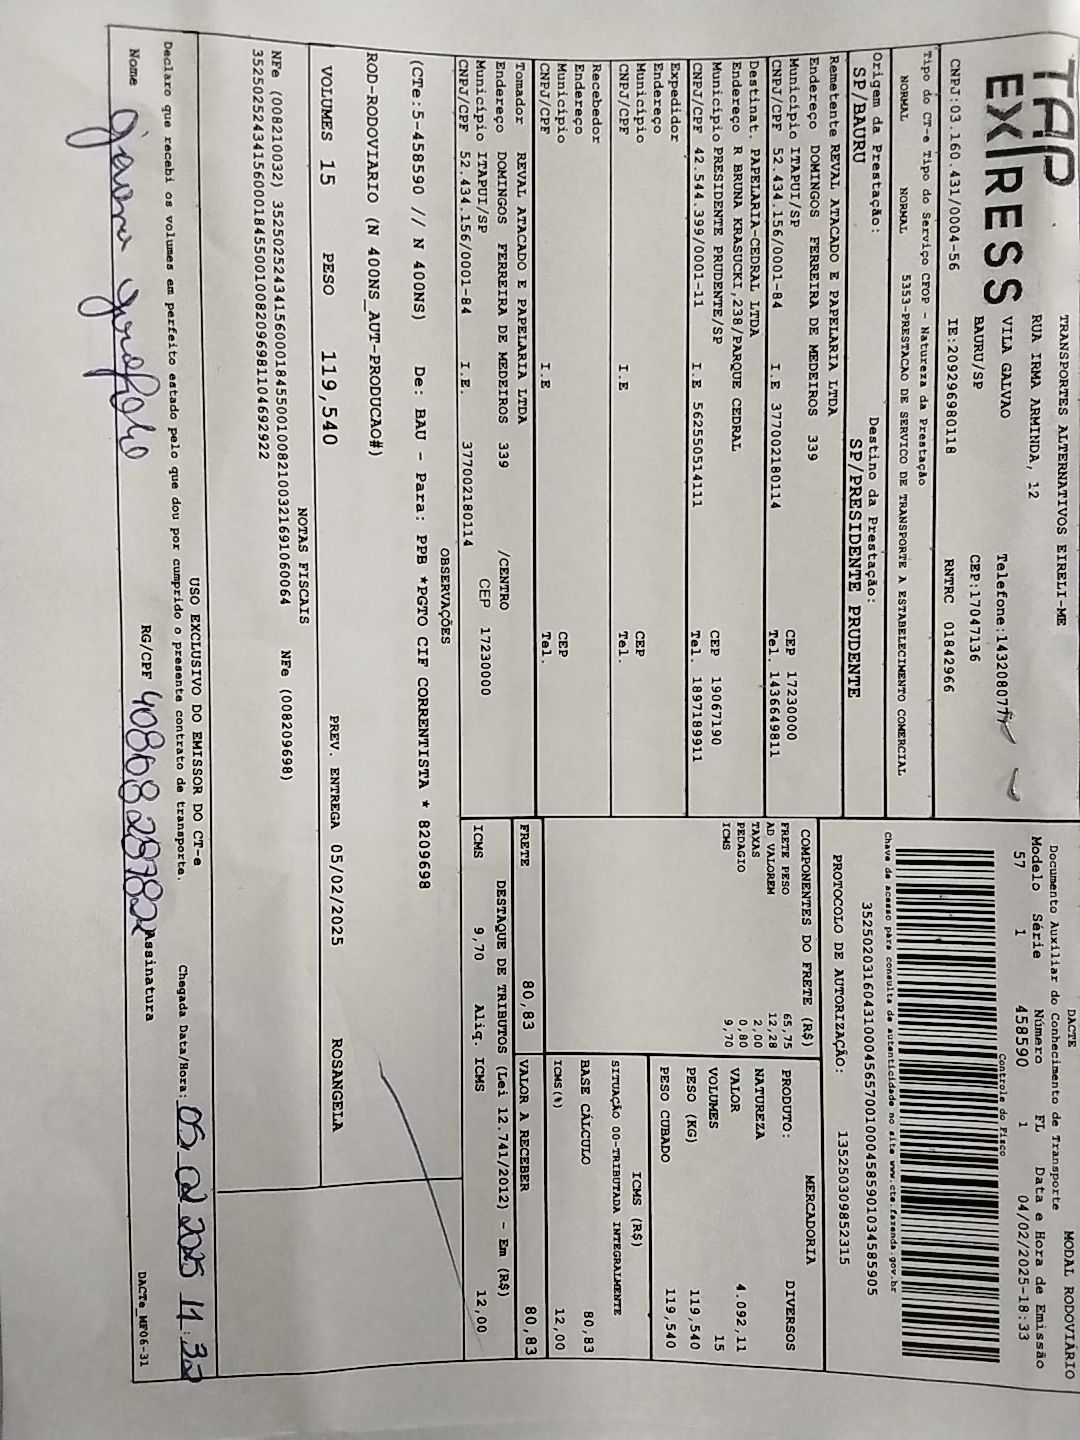 TAP
EX/RESS
TRANSPORTES ALTERNATIVOS EIRELI-ME
RUA IRMA ARMINDA, 12
VILA GALVAO Telefone:1432080777
BAURU/SP CEP:17047136
CNPJ:03.160.431/0004-56 IE:209296980118 RNTRC 01842966
Tipo do CT-e Tipo do Serviço CFOP - Natureza da Prestação
NORMAL NORMAL 5353-PRESTACAO DE SERVICO DE TRANSPORTE A ESTABELECIMENTO COMERCIAL
Origem da Prestação: Destino da Prestação:
SP/BAURU SP/PRESIDENTE PRUDENTE
DACTE MODAL RODOVIÁRIO
Documento Auxiliar do Conhecimento de Transporte
Modelo Série Número FL Data e Hora de Emissão
57 1 458590 1 04/02/2025-18:33
Controle do Fisco
Chave de acesso para consulta de autenticidade no site www.cte.fazenda.gov.br
35250203160431000456570010004585901034585905
PROTOCOLO DE AUTORIZAÇÃO: 135250309852315
Remetente REVAL ATACADO E PAPELARIA LTDA
Endereço DOMINGOS FERREIRA DE MEDEIROS 339
Município ITAPUI/SP CEP 17230000
CNPJ/CPF 52.434.156/0001-84 I.E 377002180114 Tel. 1436649811
Destinat. PAPELARIA-CEDRAL LTDA
Endereço R BRUNA KRASUCKI,238/PARQUE CEDRAL
Município PRESIDENTE PRUDENTE/SP CEP 19067190
CNPJ/CPF 42.544.399/0001-11 I.E 562550514111 Tel. 1897189911
Expedidor
Endereço
Município CEP
CNPJ/CPF I.E Tel.
Recebedor
Endereço
Município CEP
CNPJ/CPF I.E Tel.
Tomador REVAL ATACADO E PAPELARIA LTDA
Endereço DOMINGOS FERREIRA DE MEDEIROS 339 /CENTRO
Município ITAPUI/SP CEP 17230000
CNPJ/CPF 52.434.156/0001-84 I.E. 377002180114
COMPONENTES DO FRETE (R$)
FRETE PESO 65,75
AD VALOREM 12,28
TAXAS 2,00
PEDAGIO 0,80
ICMS 9,70
MERCADORIA
PRODUTO: DIVERSOS
NATUREZA
VALOR 4.092,11
VOLUMES 15
PESO (KG) 119,540
PESO CUBADO 119,540
ICMS (R$)
SITUAÇÃO 00-TRIBUTADA INTEGRALMENTE
BASE CÁLCULO 80,83
ICMS(%) 12,00
FRETE 80,83 VALOR A RECEBER 80,83
DESTAQUE DE TRIBUTOS (Lei 12.741/2012) - Em (R$)
ICMS 9,70 Aliq. ICMS 12,00
OBSERVAÇÕES
(CTe:5-458590 // N 400NS) De: BAU - Para: PPB *PGTO CIF CORRENTISTA * 8209698
ROD-RODOVIARIO (N 400NS_AUT-PRODUCAO#)
VOLUMES 15 PESO 119,540 PREV. ENTREGA 05/02/2025 ROSANGELA
NOTAS FISCAIS
NFe (008210032) 35250252434156000184550010082100321691060064 NFe (008209698)
35250252434156000184550010082096981104692922
USO EXCLUSIVO DO EMISSOR DO CT-e
Declaro que recebi os volumes em perfeito estado pelo que dou por cumprido o presente contrato de transporte. Chegada Data/Hora: 05 02 2025 11:32
Nome RG/CPF 40868287822 Assinatura
DACTe_MF06-31